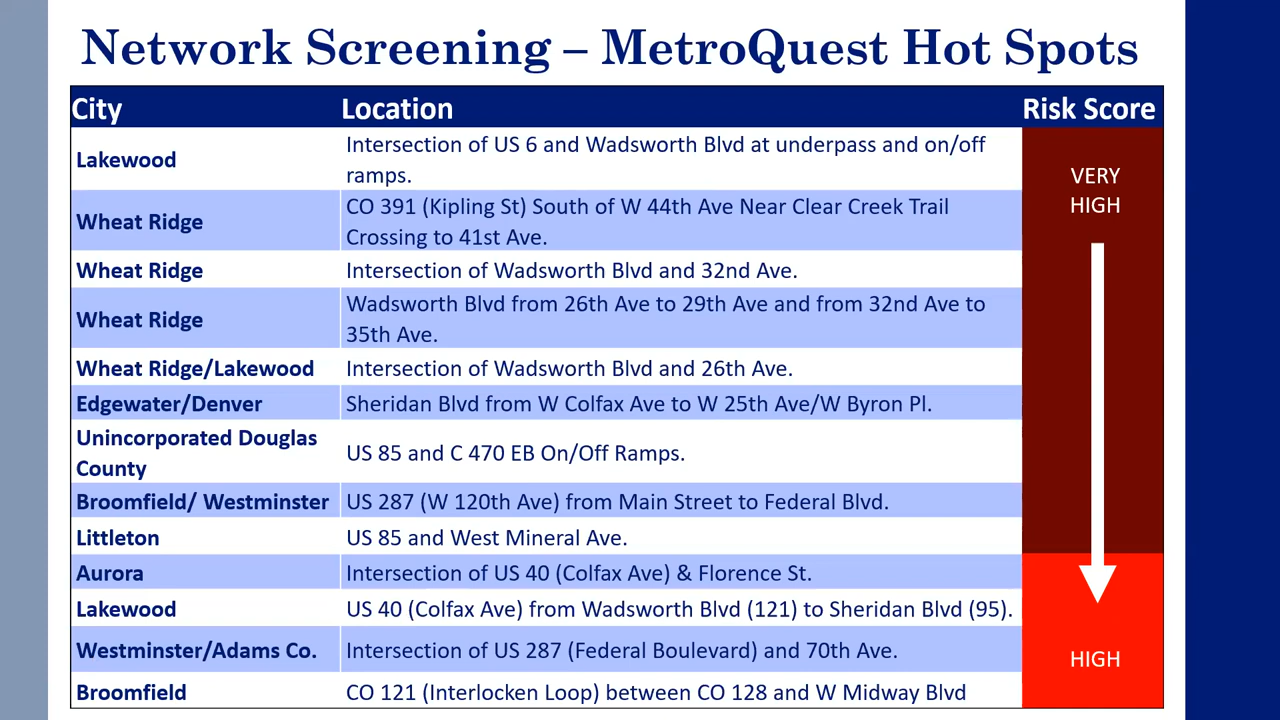 Network Screening – MetroQuest Hot Spots
City Location Risk Score
Lakewood Intersection of US 6 and Wadsworth Blvd at underpass and on/off
ramps.
VERY
HIGH
Wheat Ridge CO 391 (Kipling St) South of W 44th Ave Near Clear Creek Trail
Crossing to 41st Ave.
Wheat Ridge Intersection of Wadsworth Blvd and 32nd Ave.
Wheat Ridge Wadsworth Blvd from 26th Ave to 29th Ave and from 32nd Ave to
35th Ave.
Wheat Ridge/Lakewood Intersection of Wadsworth Blvd and 26th Ave.
Edgewater/Denver Sheridan Blvd from W Colfax Ave to W 25th Ave/W Byron Pl.
Unincorporated Douglas
County US 85 and C 470 EB On/Off Ramps.
Broomfield/ Westminster US 287 (W 120th Ave) from Main Street to Federal Blvd.
Littleton US 85 and West Mineral Ave.
Aurora Intersection of US 40 (Colfax Ave) & Florence St.
Lakewood US 40 (Colfax Ave) from Wadsworth Blvd (121) to Sheridan Blvd (95).
Westminster/Adams Co. Intersection of US 287 (Federal Boulevard) and 70th Ave.
HIGH
Broomfield CO 121 (Interlocken Loop) between CO 128 and W Midway Blvd